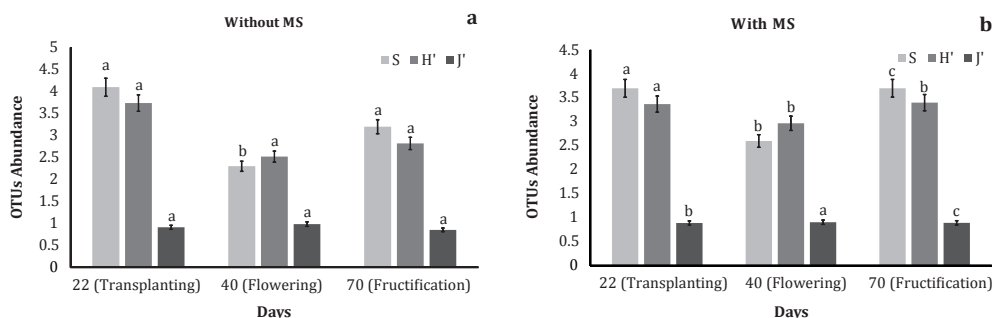 Without MS
a
S H' J'
OTUs Abundance
5
4.5
4
3.5
3
2.5
2
1.5
1
0.5
0
a a a
b a a
a a a
22 (Transplanting) 40 (Flowering) 70 (Fructification)
Days
With MS
b
S H' J'
OTUs Abundance
4.5
4
3.5
3
2.5
2
1.5
1
0.5
0
a a b
b b a
c b c
22 (Transplanting) 40 (Flowering) 70 (Fructification)
Days